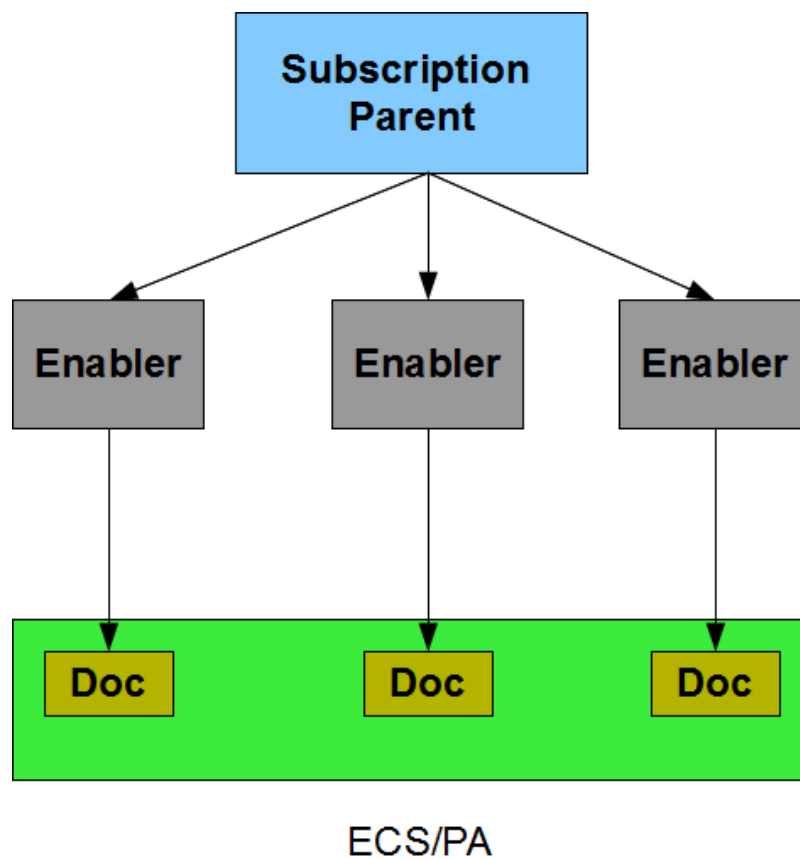 Subscription
Parent
Enabler
Enabler
Enabler
Doc
Doc
Doc
ECS/PA